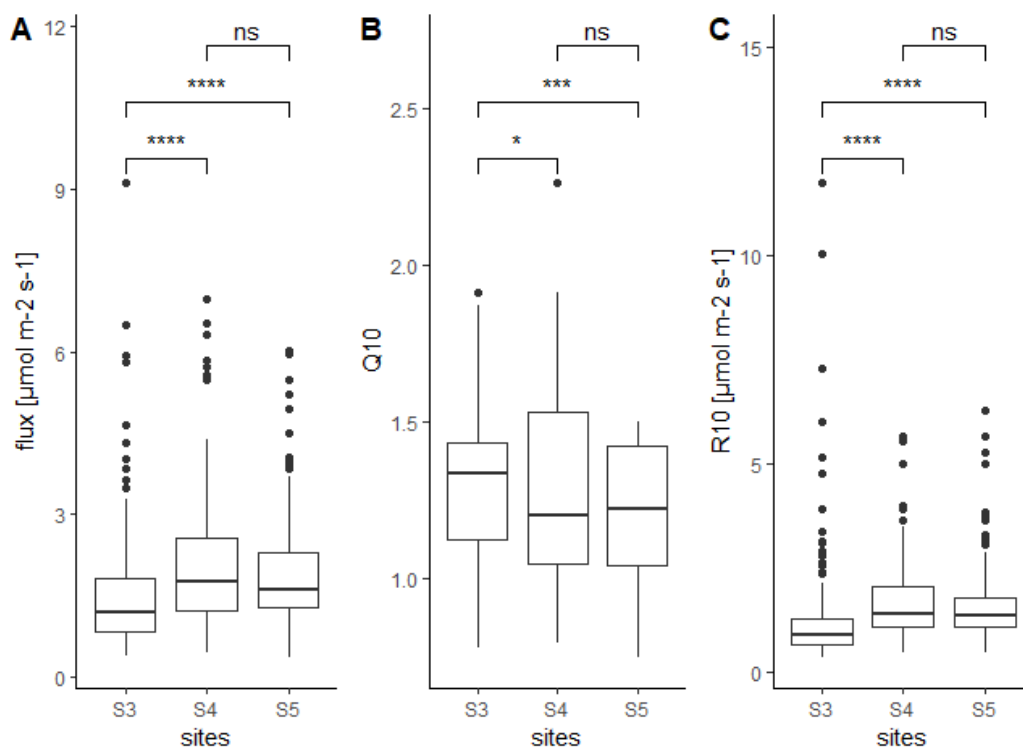 A
flux [µmol m-2 s-1]
12
9
6
3
0
ns
****
****
S3 S4 S5
sites
B
Q10
2.5
2.0
1.5
1.0
ns
***
*
S3 S4 S5
sites
C
R10 [µmol m-2 s-1]
15
10
5
0
ns
****
****
S3 S4 S5
sites